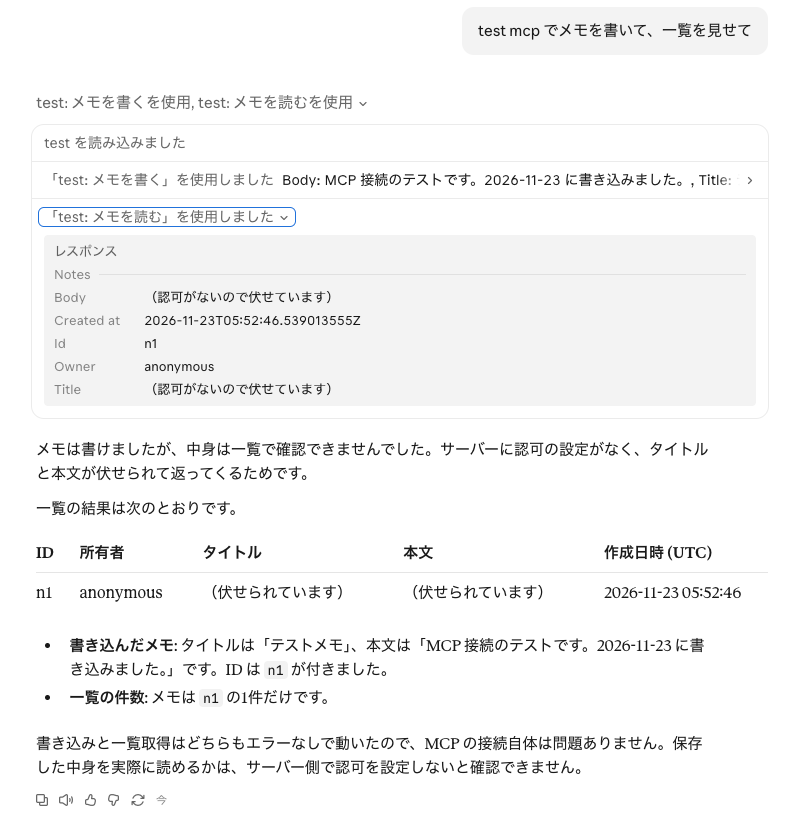 test mcp でメモを書いて、一覧を見せて
test: メモを書くを使用, test: メモを読むを使用
test を読み込みました
「test: メモを書く」を使用しました Body: MCP 接続のテストです。2026-11-23 に書き込みました。, Title:
「test: メモを読む」を使用しました
レスポンス
Notes
Body （認可がないので伏せています）
Created at 2026-11-23T05:52:46.539013555Z
Id n1
Owner anonymous
Title （認可がないので伏せています）
メモは書けましたが、中身は一覧で確認できませんでした。サーバーに認可の設定がなく、タイトル
と本文が伏せられて返ってくるためです。
一覧の結果は次のとおりです。
ID 所有者 タイトル 本文 作成日時 (UTC)
n1 anonymous （伏せられています） （伏せられています） 2026-11-23 05:52:46
• 書き込んだメモ: タイトルは「テストメモ」、本文は「MCP 接続のテストです。2026-11-23 に書
き込みました。」です。ID は n1 が付きました。
• 一覧の件数: メモは n1 の1件だけです。
書き込みと一覧取得はどちらもエラーなしで動いたので、MCP の接続自体は問題ありません。保存
した中身を実際に読めるかは、サーバー側で認可を設定しないと確認できません。
今